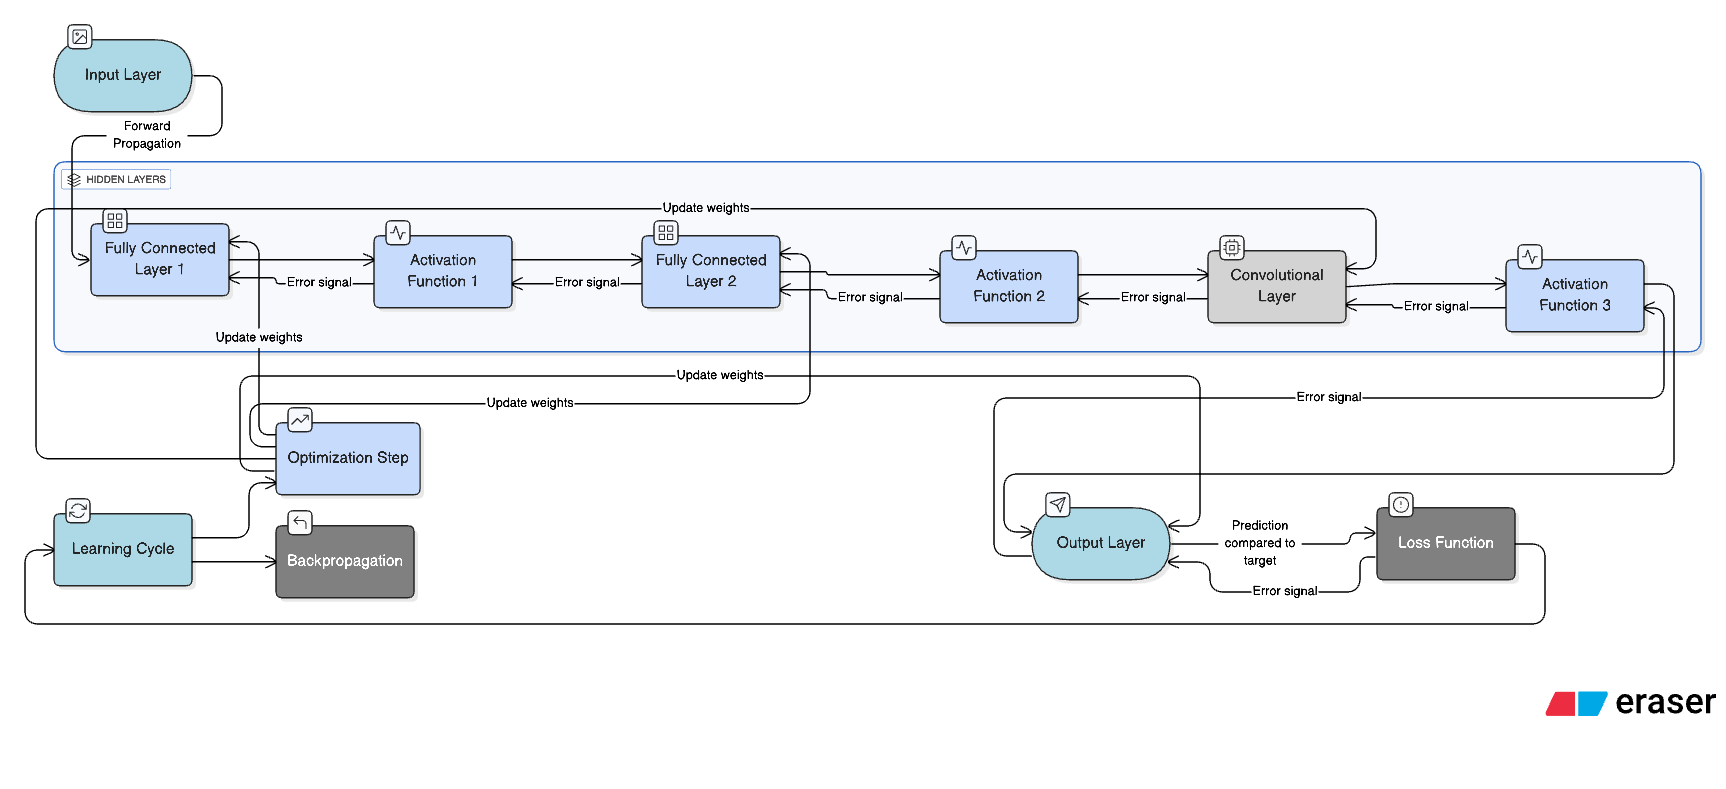 Input Layer
Forward
Propagation
HIDDEN LAYERS
Update weights
Fully Connected
Layer 1
Error signal
Activation
Function 1
Error signal
Fully Connected
Layer 2
Error signal
Activation
Function 2
Error signal
Convolutional
Layer
Error signal
Activation
Function 3
Update weights
Update weights
Update weights
Error signal
Optimization Step
Learning Cycle
Backpropagation
Output Layer
Prediction
compared to
target
Error signal
Loss Function
eraser